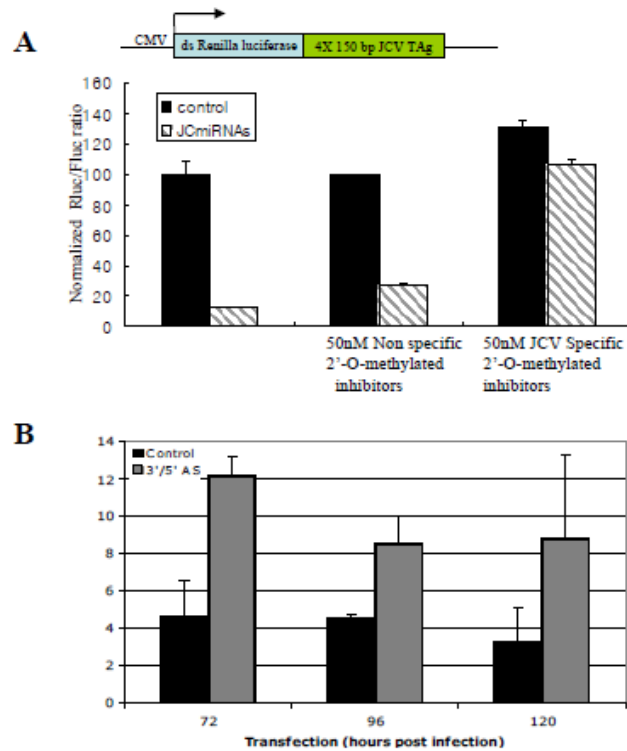 A
CMV
ds Renilla luciferase
4X 150 bp JCV TAg
Normalized Rluc/Fluc ratio
160
140
120
100
80
60
40
20
0
control
JCmiRNAs
50nM Non specific
2'-O-methylated
inhibitors
50nM JCV Specific
2'-O-methylated
inhibitors
B
14
12
10
8
6
4
2
0
Control
3'/5' AS
72
96
120
Transfection (hours post infection)